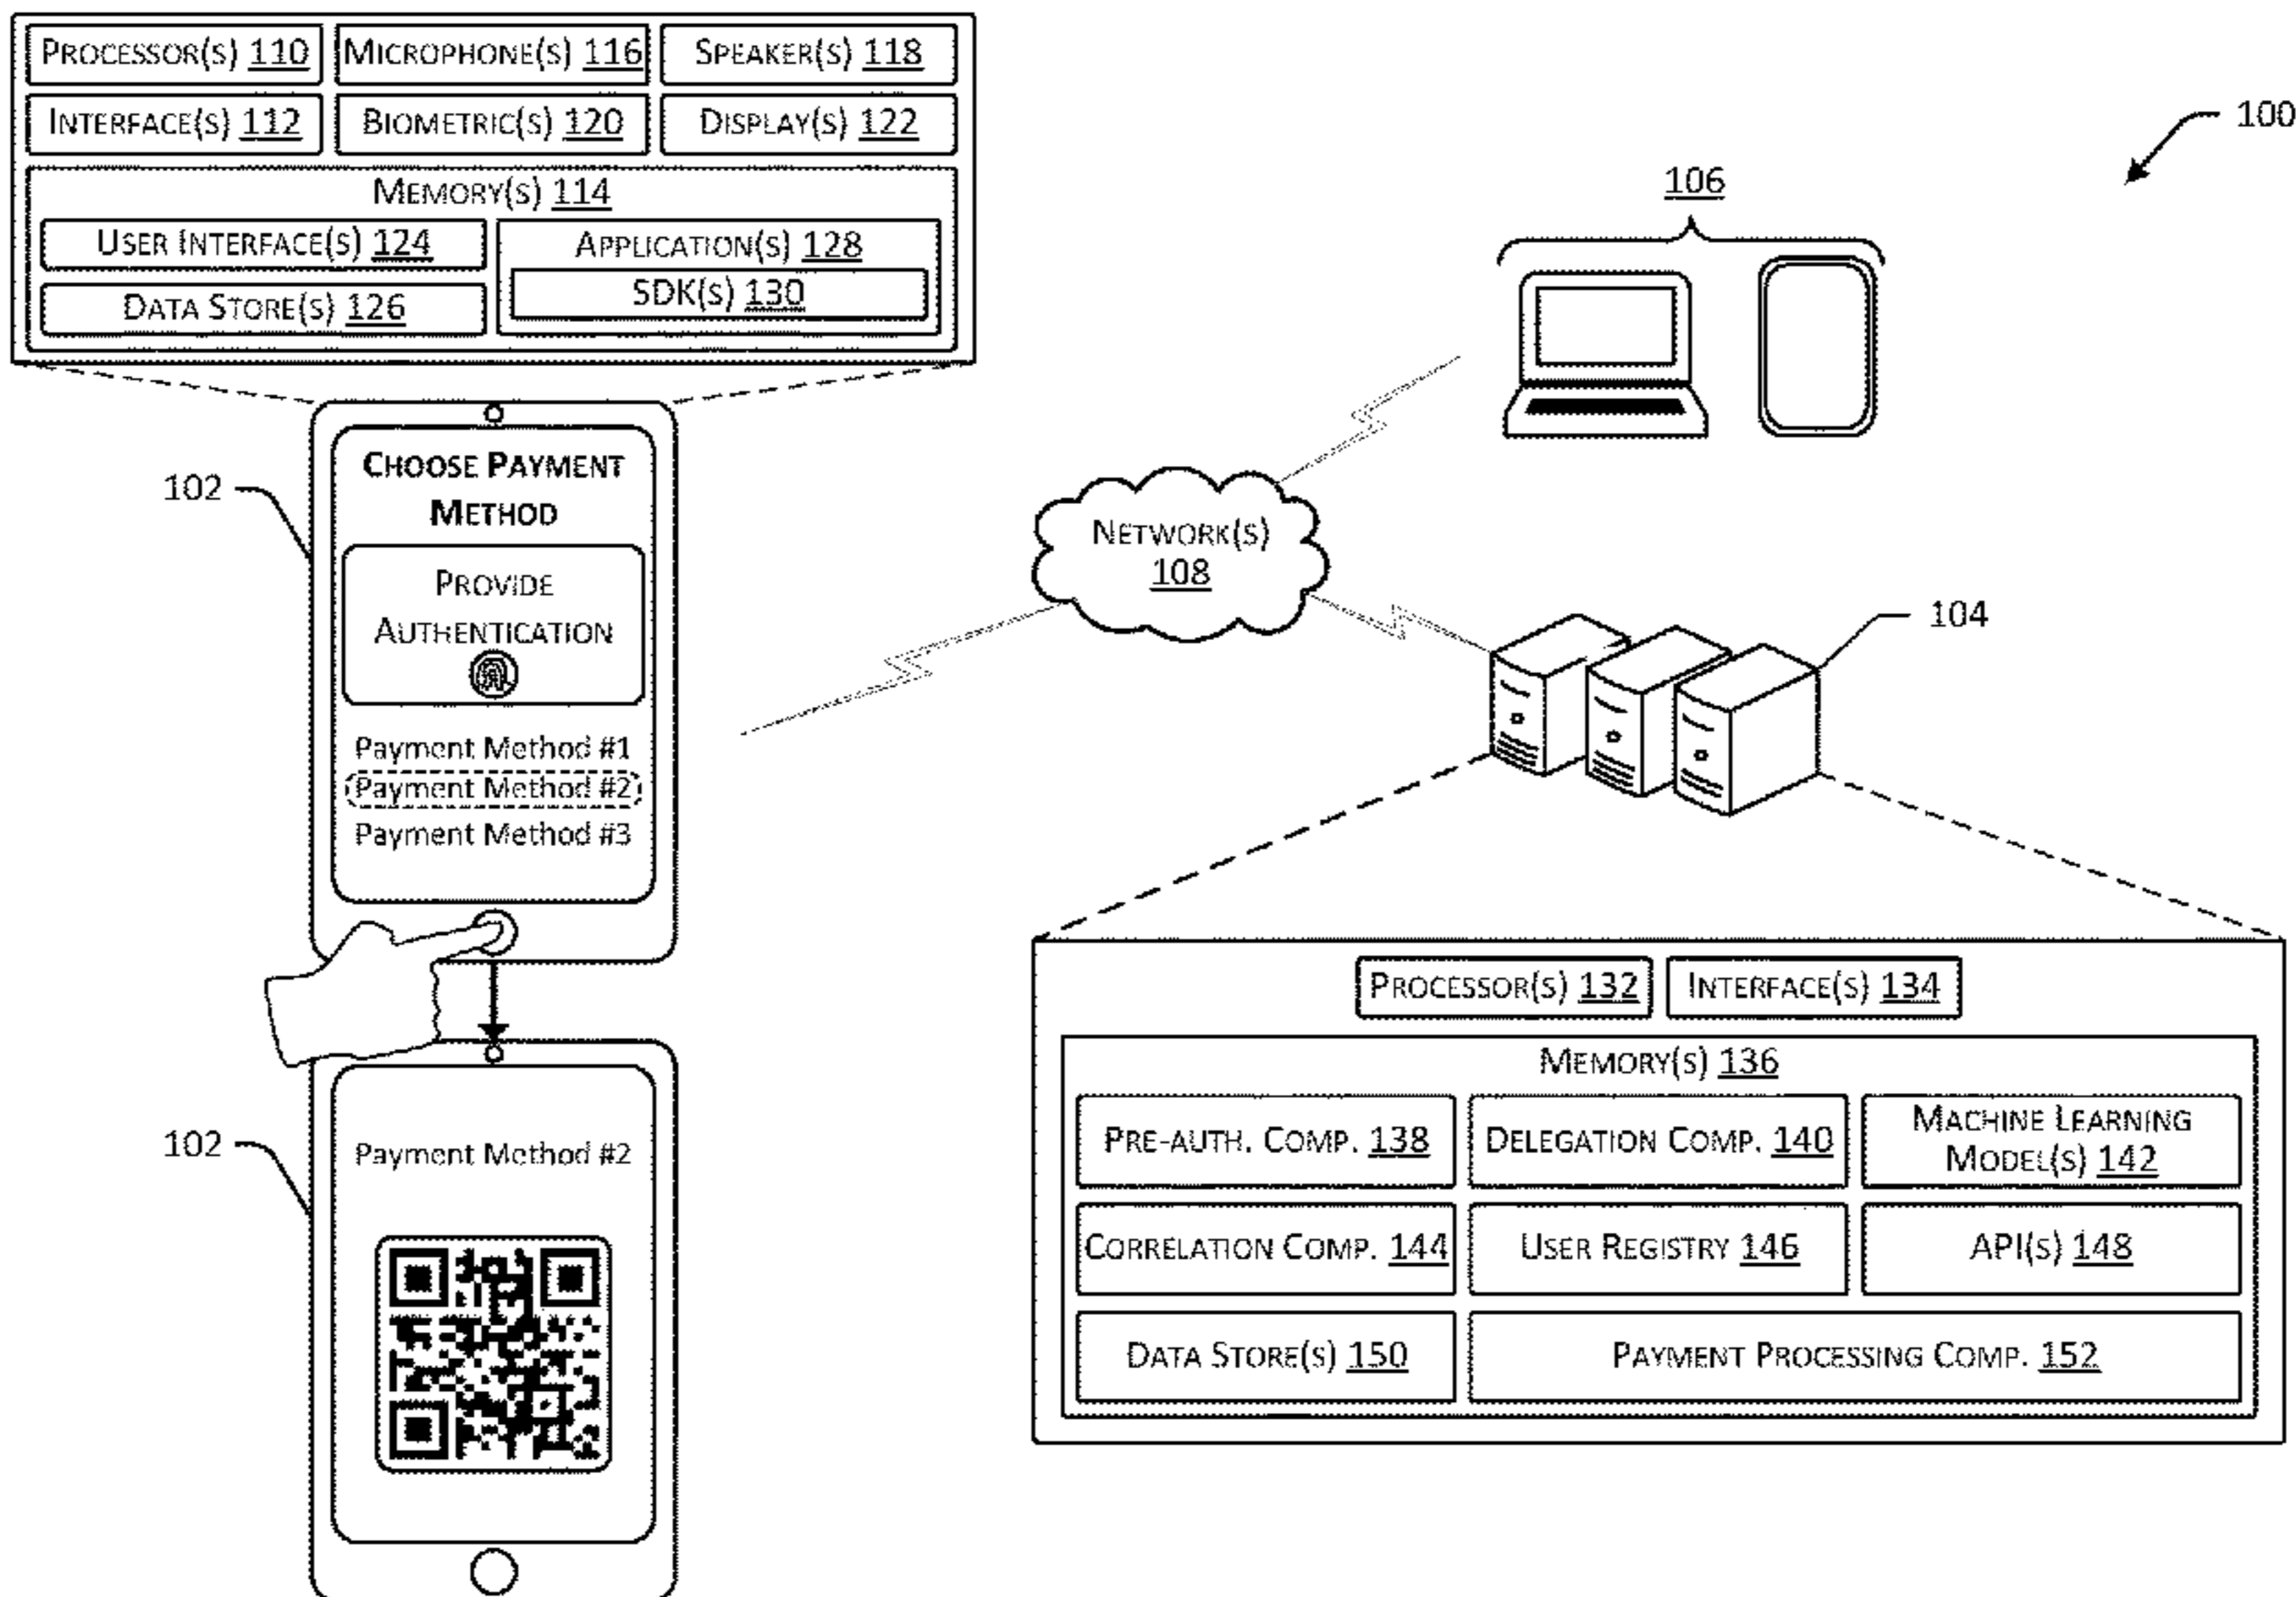 PROCESSOR(S) 110
MICROPHONE(S) 116
SPEAKER(S) 118
INTERFACE(S) 112
BIOMETRIC(S) 120
DISPLAY(S) 122
MEMORY(S) 114
USER INTERFACE(S) 124
APPLICATION(S) 128
SDK(S) 130
DATA STORE(S) 126
100
106
102
CHOOSE PAYMENT
METHOD
PROVIDE
AUTHENTICATION
Payment Method #1
Payment Method #2
Payment Method #3
NETWORK(S)
108
104
102
Payment Method #2
PROCESSOR(S) 132
INTERFACE(S) 134
MEMORY(S) 136
PRE-AUTH. COMP. 138
DELEGATION COMP. 140
MACHINE LEARNING
MODEL(S) 142
CORRELATION COMP. 144
USER REGISTRY 146
API(S) 148
DATA STORE(S) 150
PAYMENT PROCESSING COMP. 152